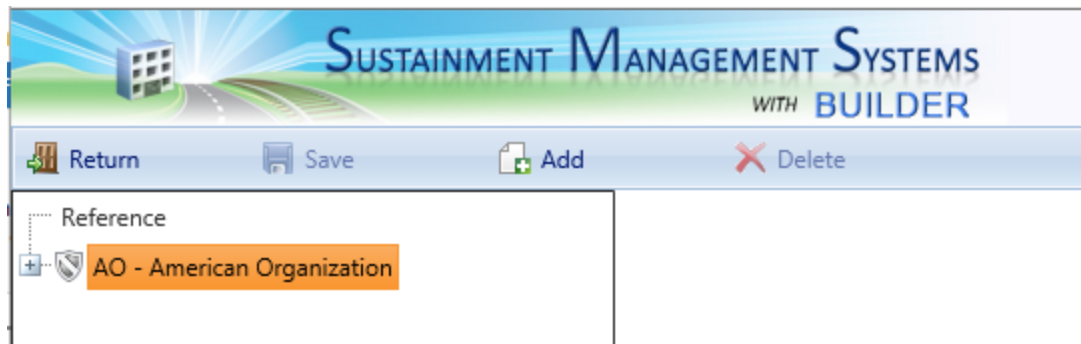 SUSTAINMENT MANAGEMENT SYSTEMS
WITH BUILDER
Return Save Add Delete
Reference
AO - American Organization